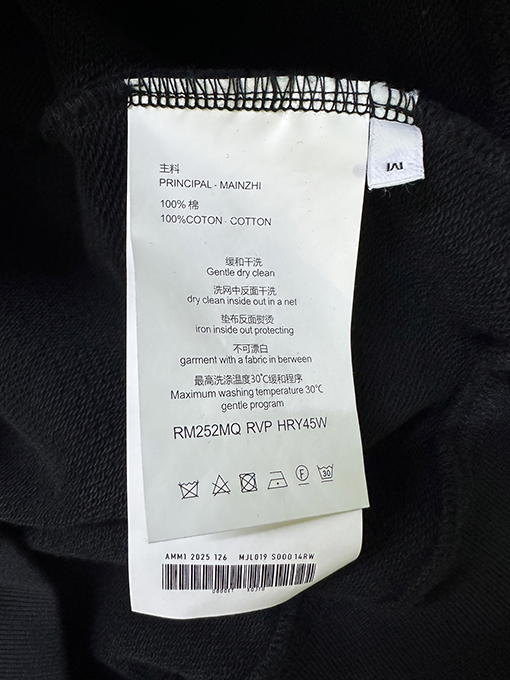 M
主料
PRINCIPAL - MAINZHI
100% 棉
100%COTON - COTTON
缓和干洗
Gentle dry clean
洗网中反面干洗
dry clean inside out in a net
垫布反面熨烫
iron inside out protecting
不可漂白
garment with a fabric in berween
最高洗涤温度30℃缓和程序
Maximum washing temperature 30℃
gentle program
RM252MQ RVP HRY45W
F
30
AMM1 2025 126 MJL019 S000 14RW